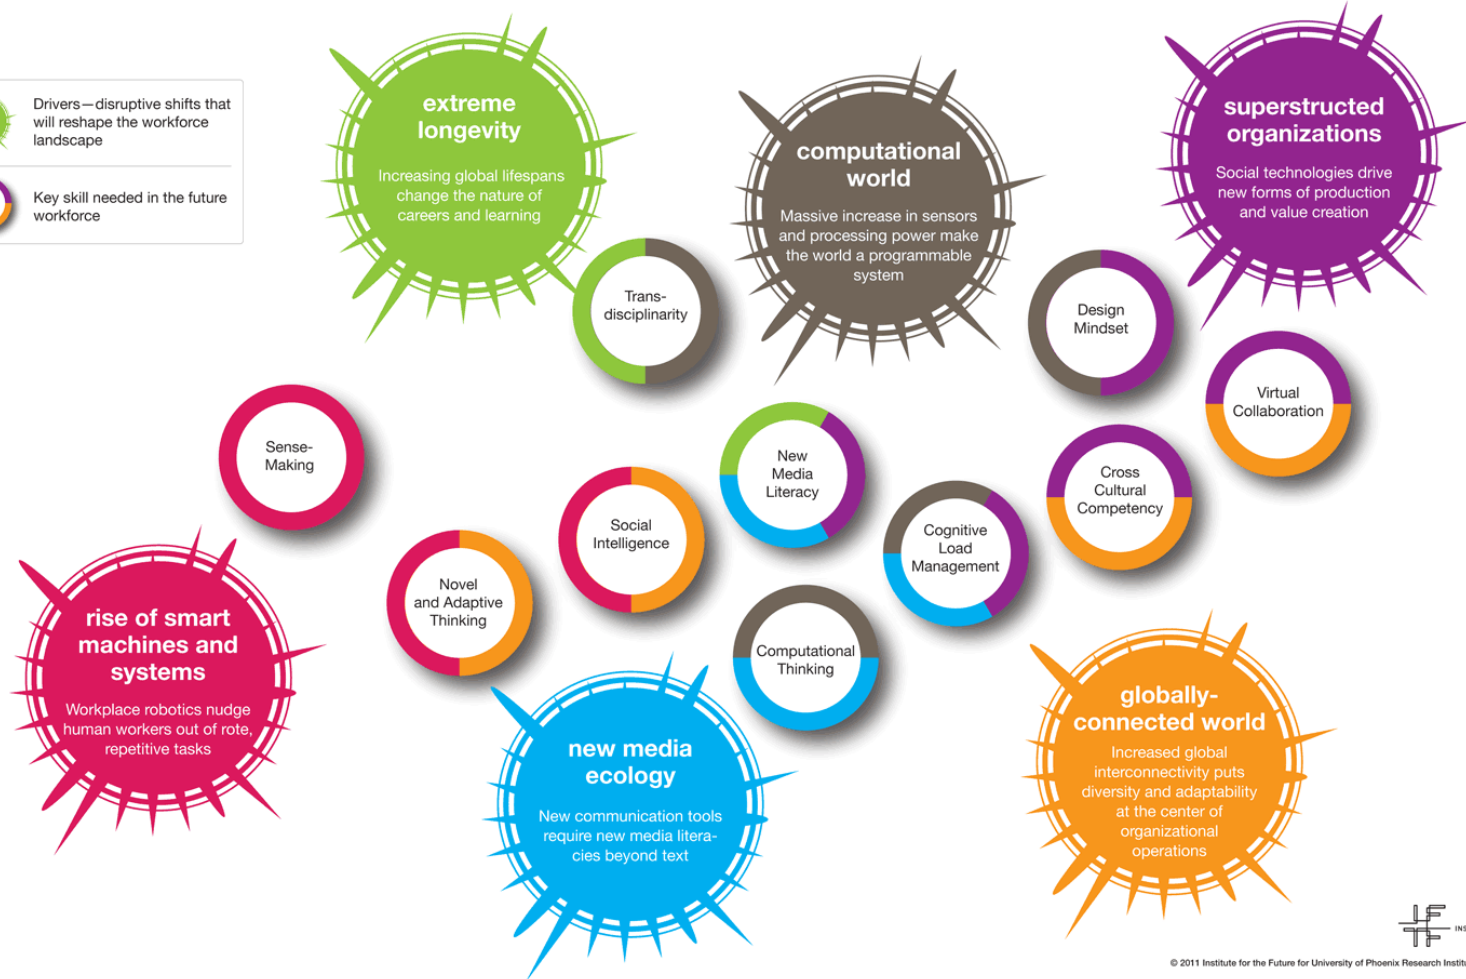 Drivers—disruptive shifts that
will reshape the workforce
landscape
Key skill needed in the future
workforce
extreme
longevity
Increasing global lifespans
change the nature of
careers and learning
computational
world
Massive increase in sensors
and processing power make
the world a programmable
system
superstructed
organizations
Social technologies drive
new forms of production
and value creation
Trans-
disciplinarity
Design
Mindset
Virtual
Collaboration
Sense-
Making
New
Media
Literacy
Cross
Cultural
Competency
Social
Intelligence
Cognitive
Load
Management
Novel
and Adaptive
Thinking
Computational
Thinking
rise of smart
machines and
systems
Workplace robotics nudge
human workers out of rote,
repetitive tasks
new media
ecology
New communication tools
require new media litera-
cies beyond text
globally-
connected world
Increased global
interconnectivity puts
diversity and adaptability
at the center of
organizational
operations
© 2011 Institute for the Future for University of Phoenix Research